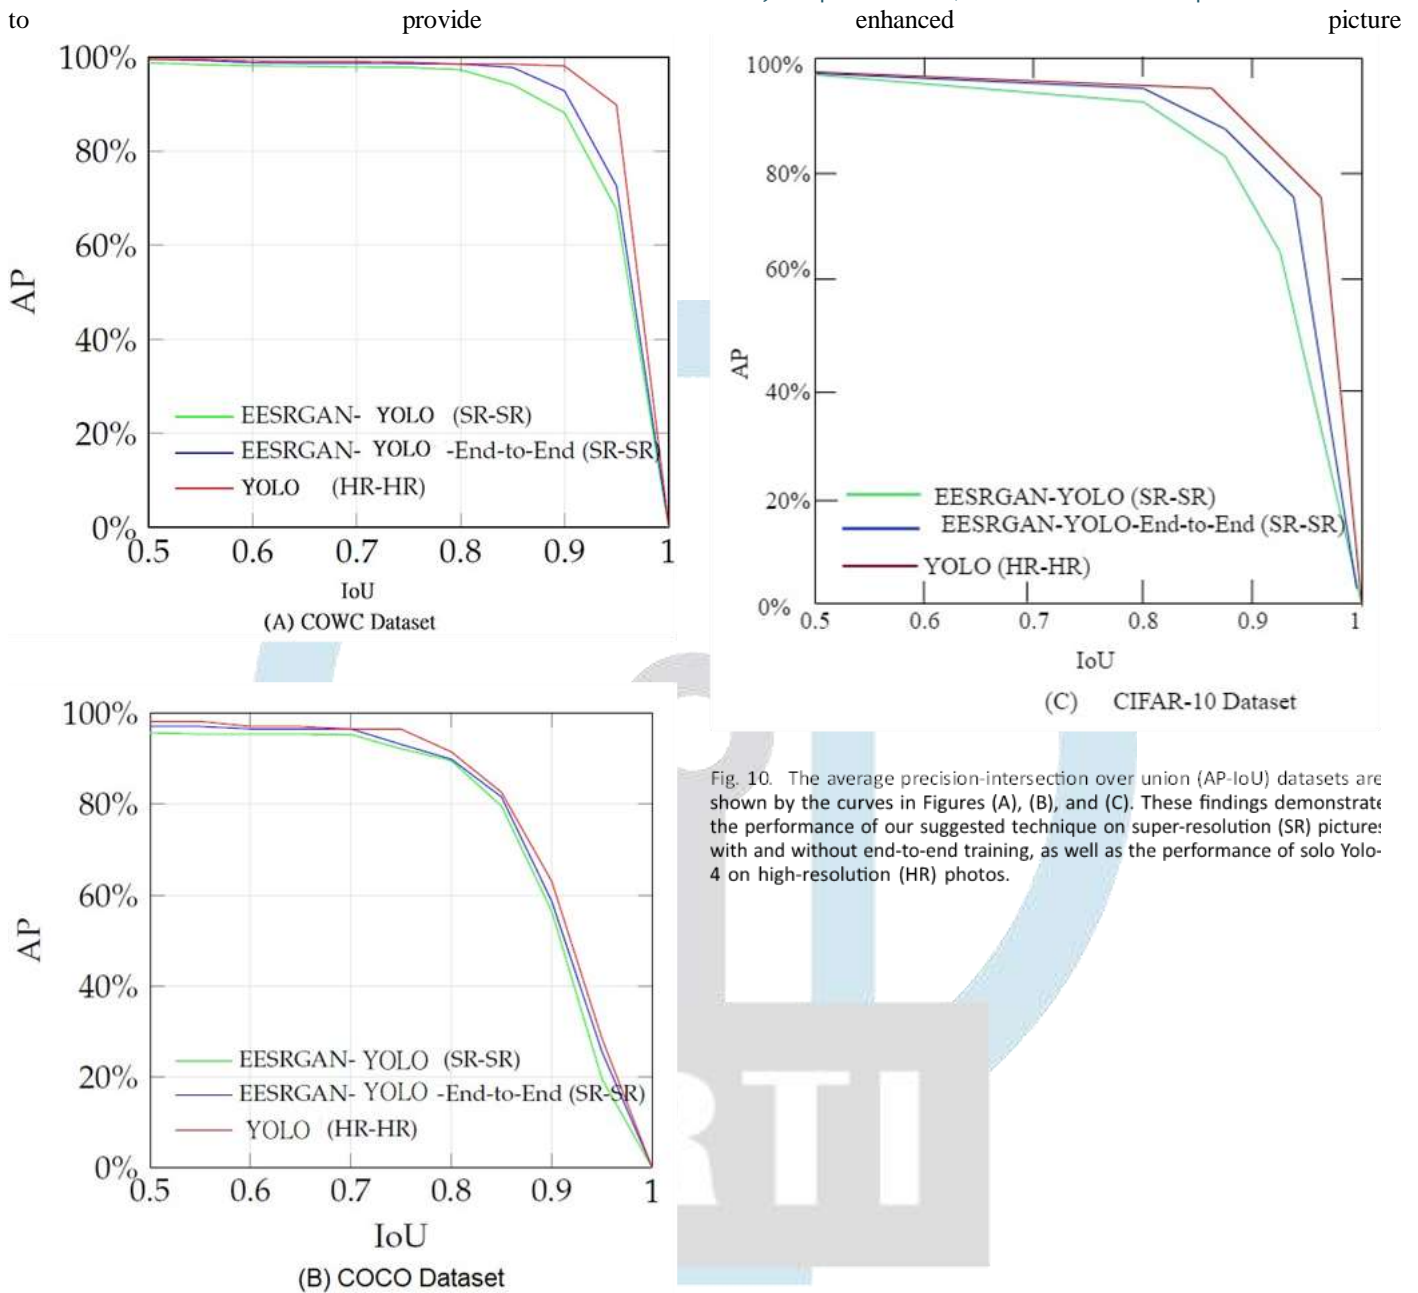 to provide enhanced picture
100%
80%
60%
40%
20%
0%
AP
EESRGAN- YOLO (SR-SR)
EESRGAN- YOLO -End-to-End (SR-SR)
YOLO (HR-HR)
0.5 0.6 0.7 0.8 0.9 1
IoU
(A) COWC Dataset
100%
80%
60%
40%
20%
0%
AP
EESRGAN- YOLO (SR-SR)
EESRGAN- YOLO -End-to-End (SR-SR)
YOLO (HR-HR)
0.5 0.6 0.7 0.8 0.9 1
IoU
(B) COCO Dataset
100%
80%
60%
40%
20%
0%
AP
EESRGAN-YOLO (SR-SR)
EESRGAN-YOLO-End-to-End (SR-SR)
YOLO (HR-HR)
0.5 0.6 0.7 0.8 0.9 1
IoU
(C) CIFAR-10 Dataset
Fig. 10. The average precision-intersection over union (AP-IoU) datasets are
shown by the curves in Figures (A), (B), and (C). These findings demonstrate
the performance of our suggested technique on super-resolution (SR) pictures
with and without end-to-end training, as well as the performance of solo Yolo-
4 on high-resolution (HR) photos.
RTI